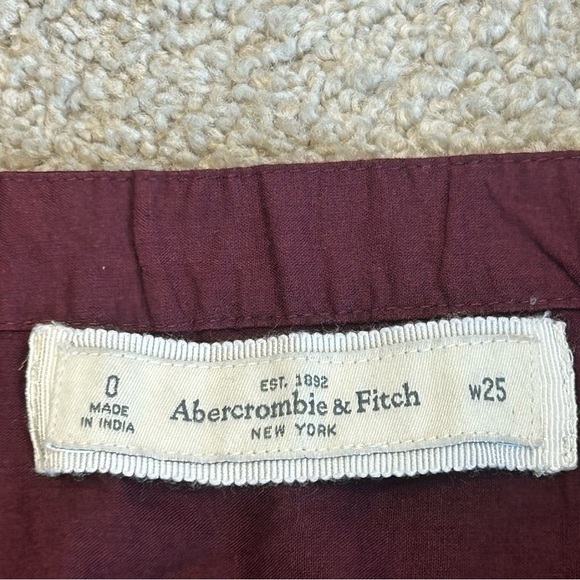 0
MADE
IN INDIA
EST. 1892
Abercrombie & Fitch
NEW YORK
W25